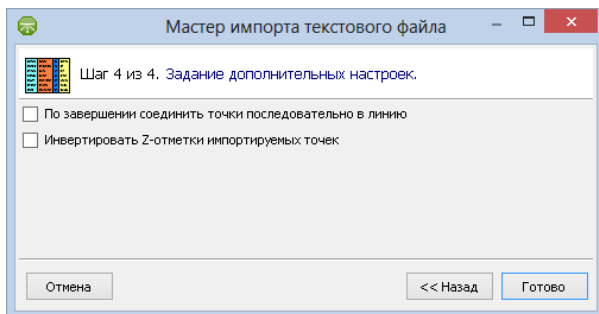 Мастер импорта текстового файла
Шаг 4 из 4. Задание дополнительных настроек.
По завершении соединить точки последовательно в линию
Инвертировать Z-отметки импортируемых точек
Отмена
<< Назад
Готово